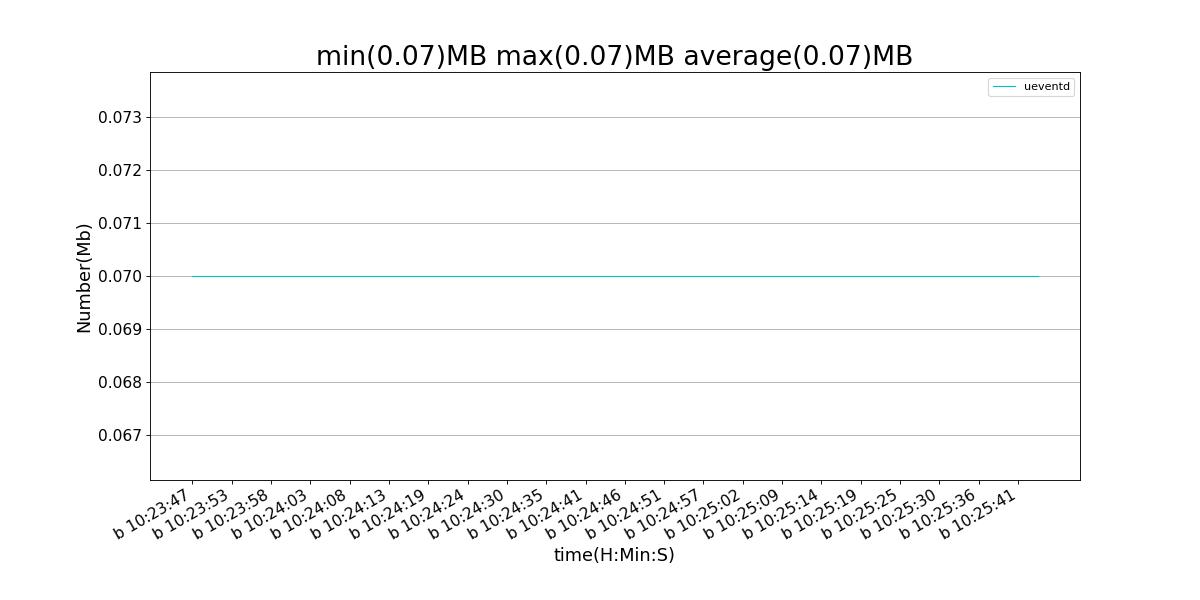 min(0.07)MB max(0.07)MB average(0.07)MB
ueventd
0.073
0.072
0.071
0.070
0.069
0.068
0.067
Number(Mb)
b 10:23:47
b 10:23:53
b 10:23:58
b 10:24:03
b 10:24:08
b 10:24:13
b 10:24:19
b 10:24:24
b 10:24:30
b 10:24:35
b 10:24:41
b 10:24:46
b 10:24:51
b 10:24:57
b 10:25:02
b 10:25:09
b 10:25:14
b 10:25:19
b 10:25:25
b 10:25:30
b 10:25:36
b 10:25:41
time(H:Min:S)